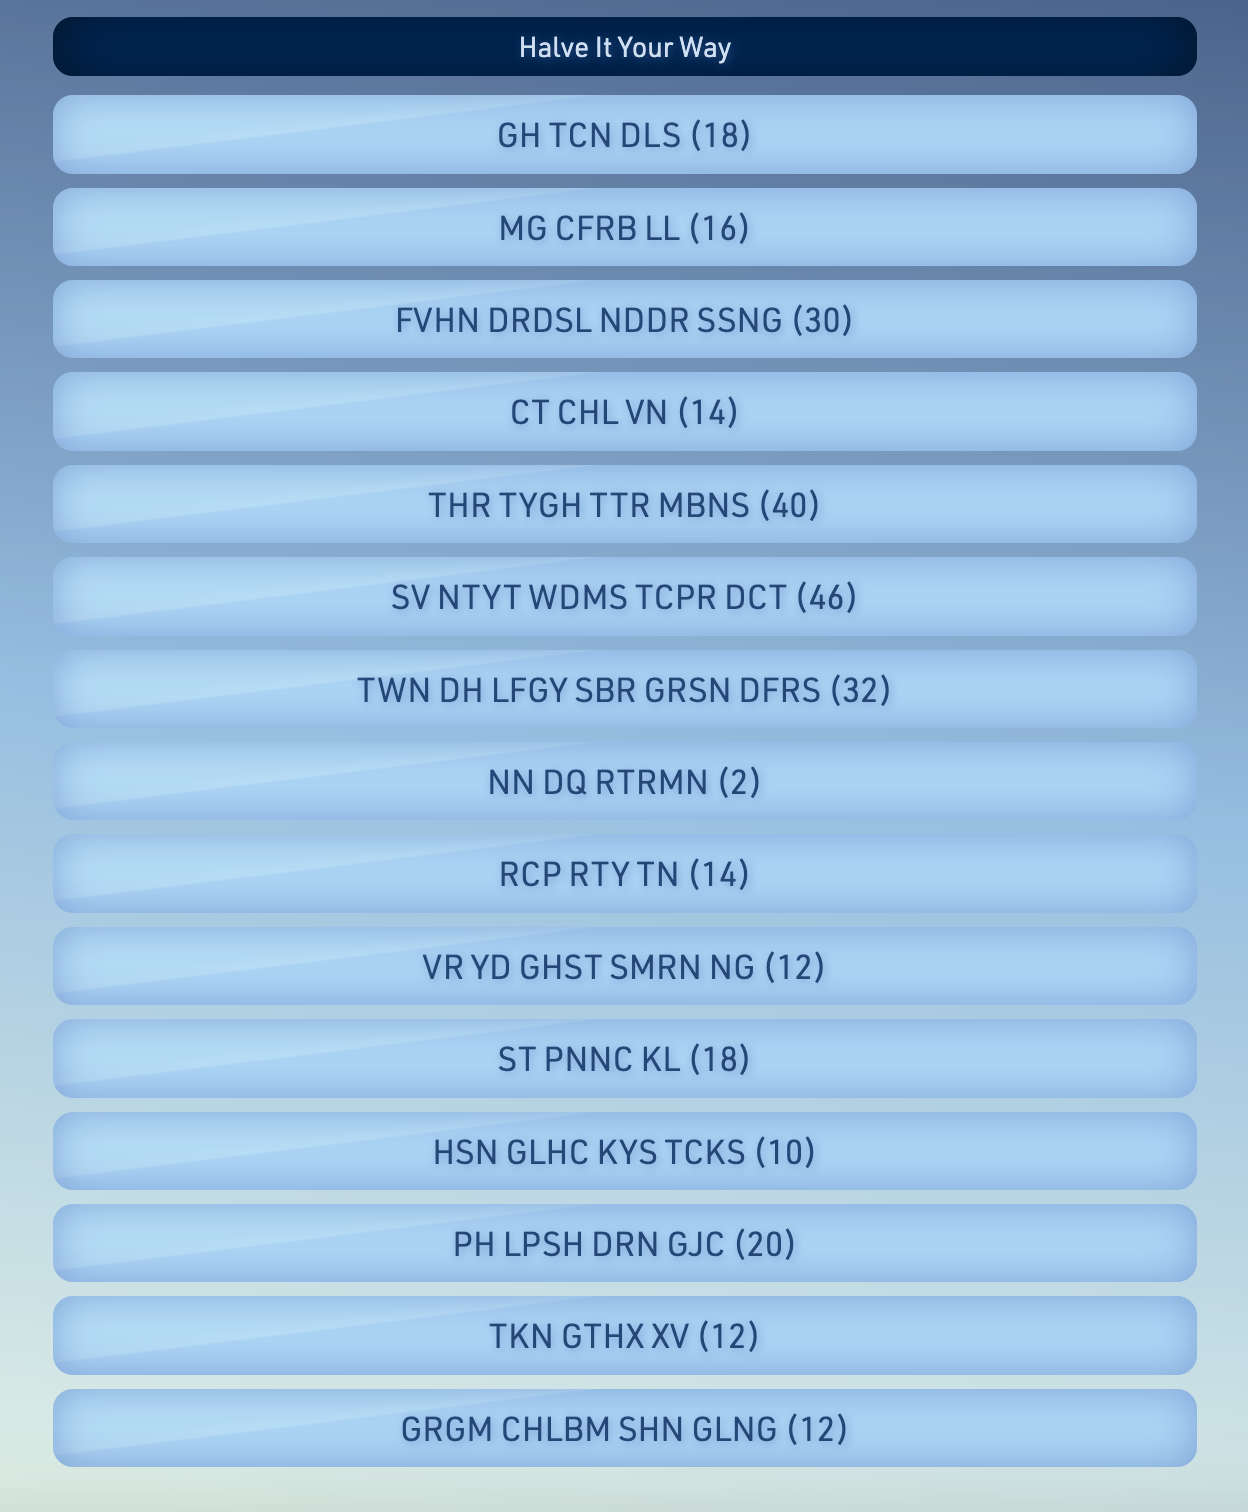 Halve It Your Way
GH TCN DLS (18)
MG CFRB LL (16)
FVHN DRDSL NDDR SSNG (30)
CT CHL VN (14)
THR TYGH TTR MBNS (40)
SV NTYT WDMS TCPR DCT (46)
TWN DH LFGY SBR GRSN DFRS (32)
NN DQ RTRMN (2)
RCP RTY TN (14)
VR YD GHST SMRN NG (12)
ST PNNC KL (18)
HSN GLHC KYS TCKS (10)
PH LPSH DRN GJC (20)
TKN GTHX XV (12)
GRGM CHLBM SHN GLNG (12)